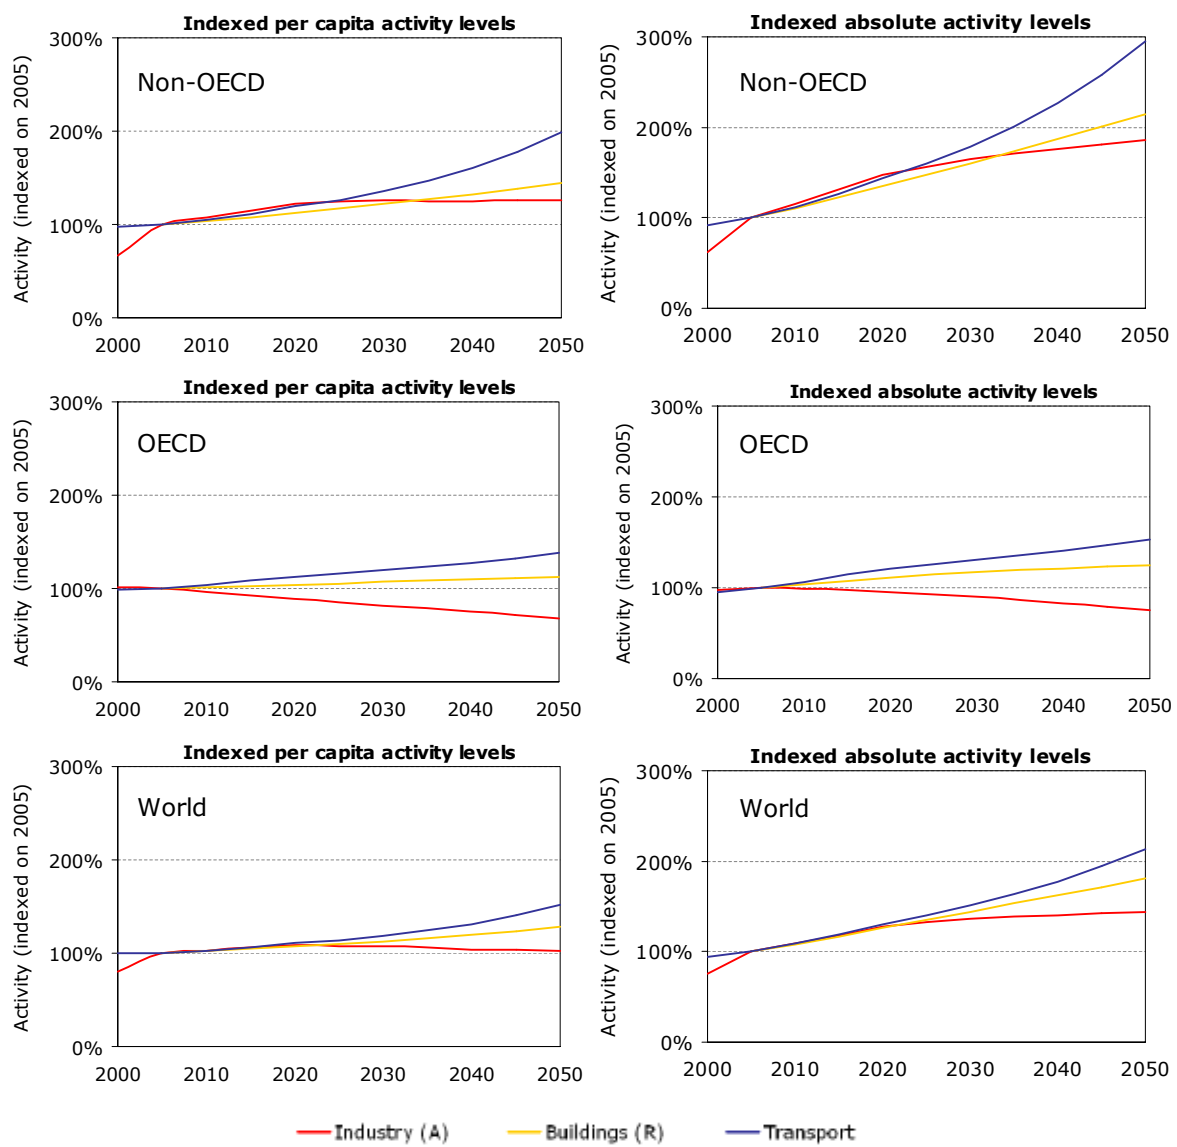 Indexed per capita activity levels
Activity (indexed on 2005)
300%
200%
100%
0%
Non-OECD
2000 2010 2020 2030 2040 2050
Indexed absolute activity levels
Activity (indexed on 2005)
300%
200%
100%
0%
Non-OECD
2000 2010 2020 2030 2040 2050
Indexed per capita activity levels
Activity (indexed on 2005)
300%
200%
100%
0%
OECD
2000 2010 2020 2030 2040 2050
Indexed absolute activity levels
Activity (indexed on 2005)
300%
200%
100%
0%
OECD
2000 2010 2020 2030 2040 2050
Indexed per capita activity levels
Activity (indexed on 2005)
300%
200%
100%
0%
World
2000 2010 2020 2030 2040 2050
Indexed absolute activity levels
Activity (indexed on 2005)
300%
200%
100%
0%
World
2000 2010 2020 2030 2040 2050
Industry (A) Buildings (R) Transport